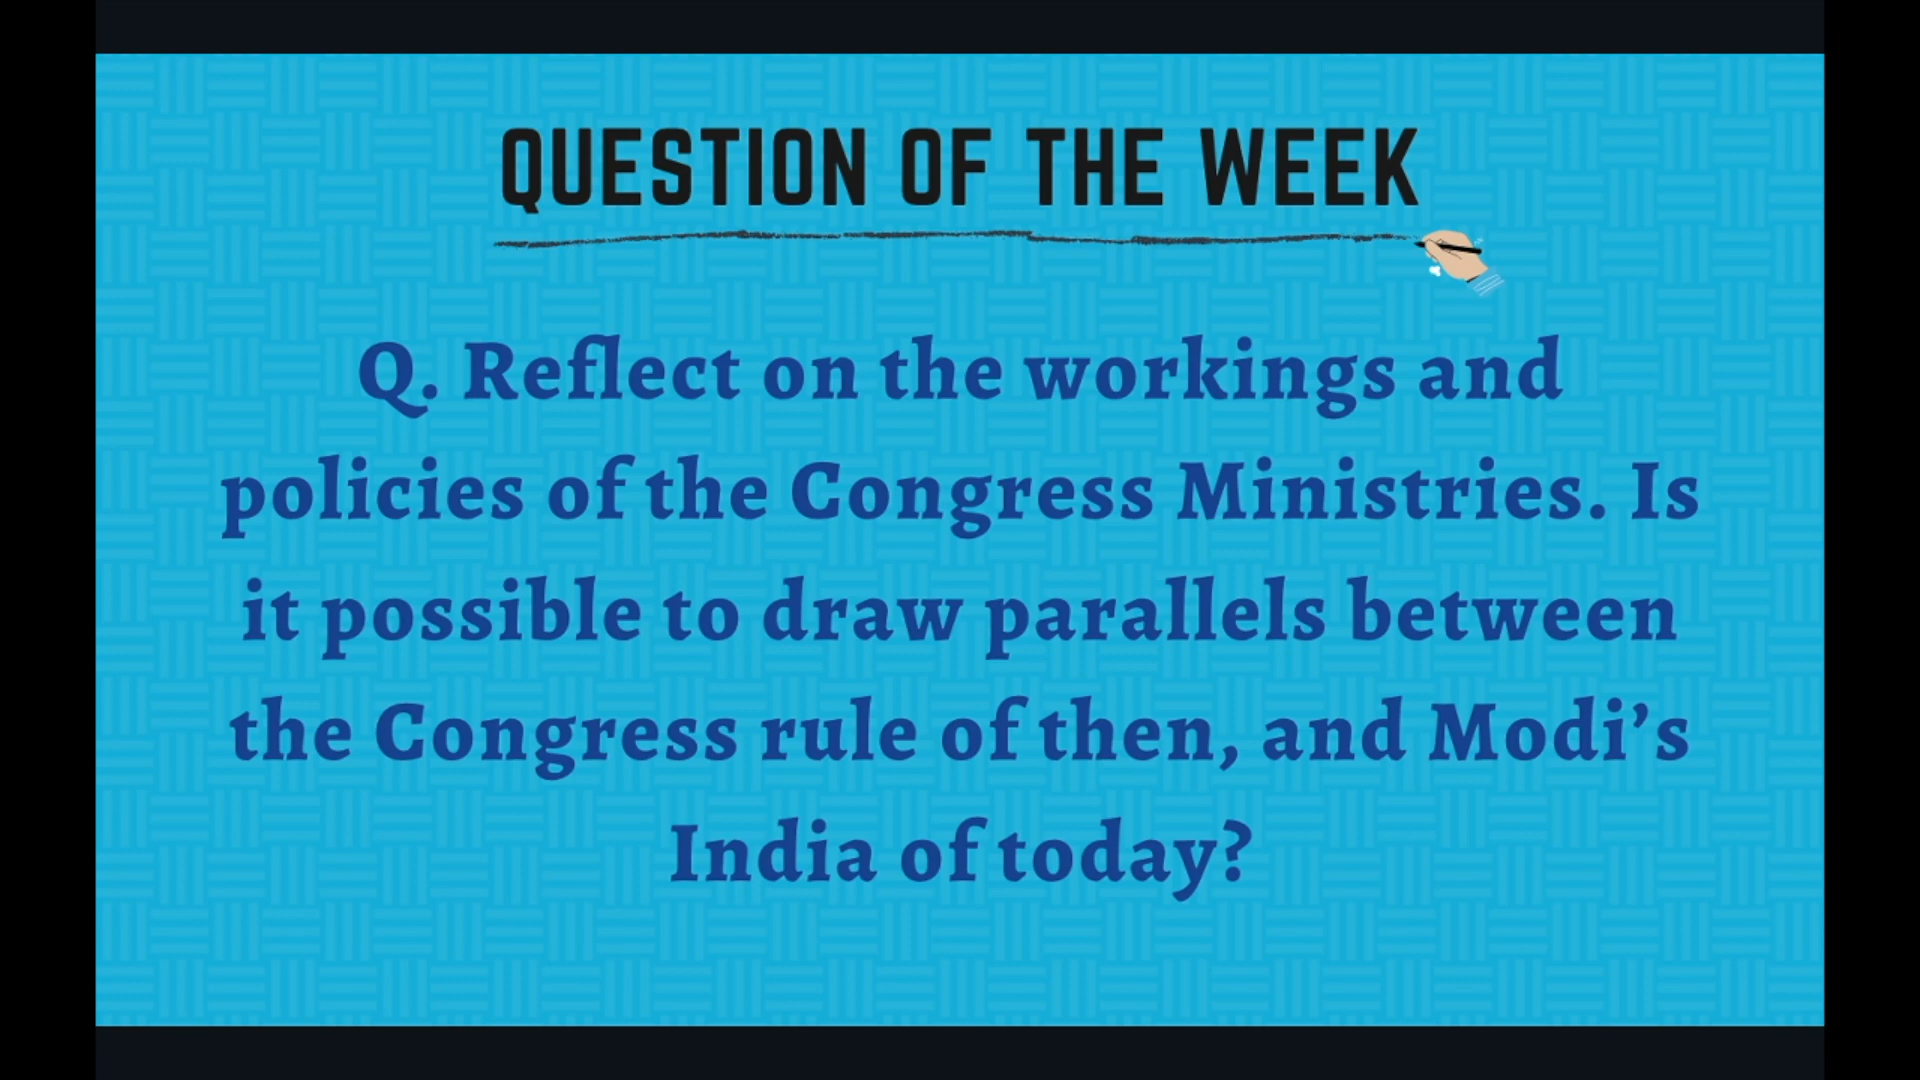 QUESTION OF THE WEEK
Q. Reflect on the workings and
policies of the Congress Ministries. Is
it possible to draw parallels between
the Congress rule of then, and Modi’s
India of today?